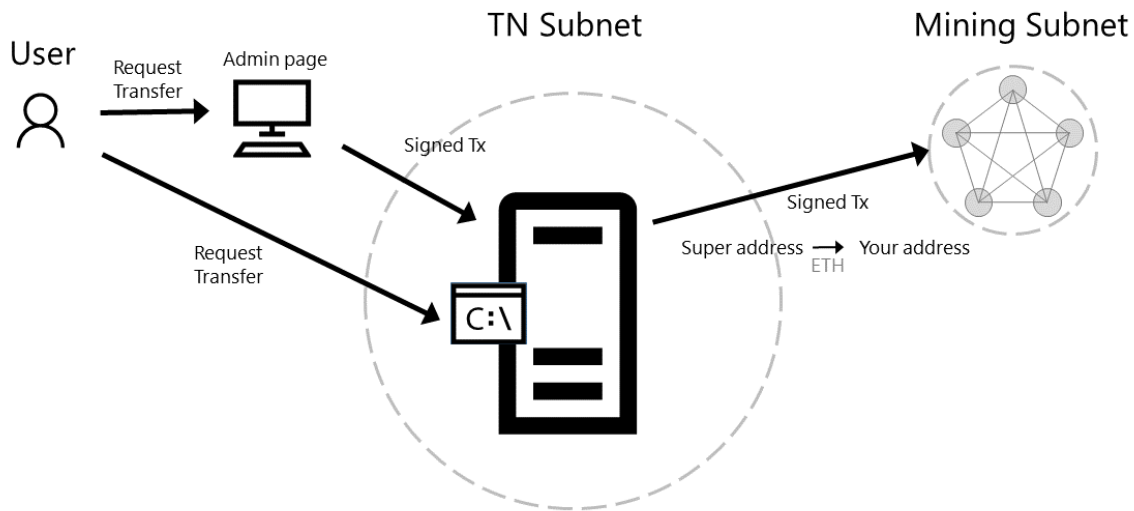 TN Subnet
Mining Subnet
User
Admin page
Request
Transfer
Signed Tx
Signed Tx
Super address
Your address
ETH
Request
Transfer
C:\